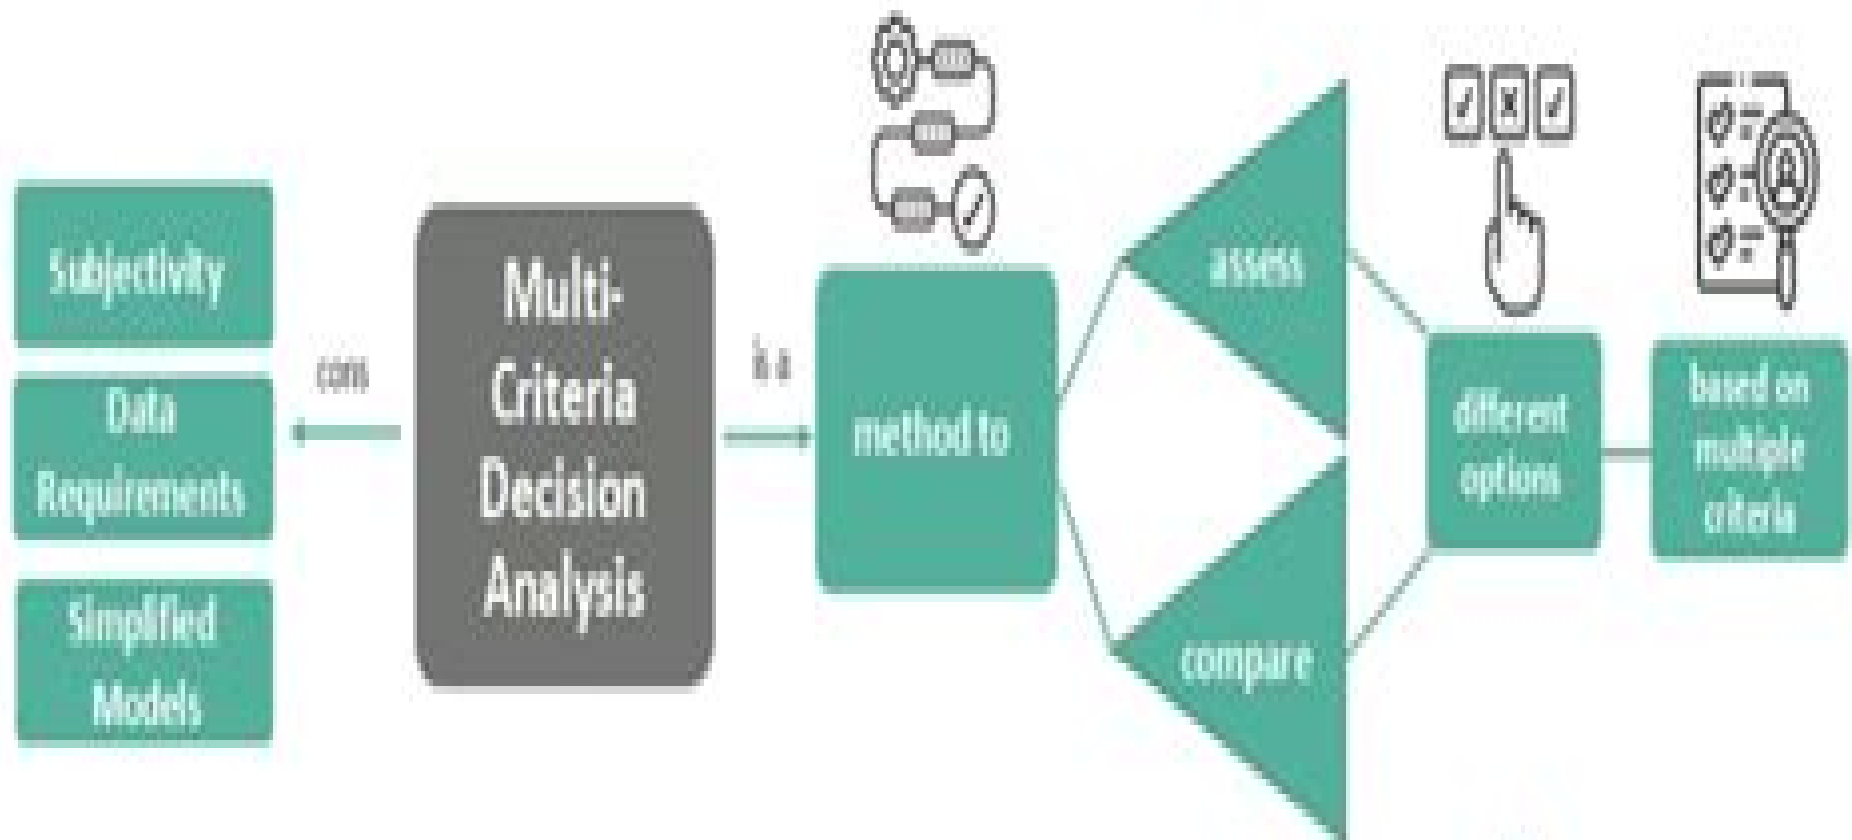 Subjectivity
Data
Requirements
Simplified
Models
cons
Multi-
Criteria
Decision
Analysis
is a
method to
assess
compare
different
options
based on
multiple
criteria